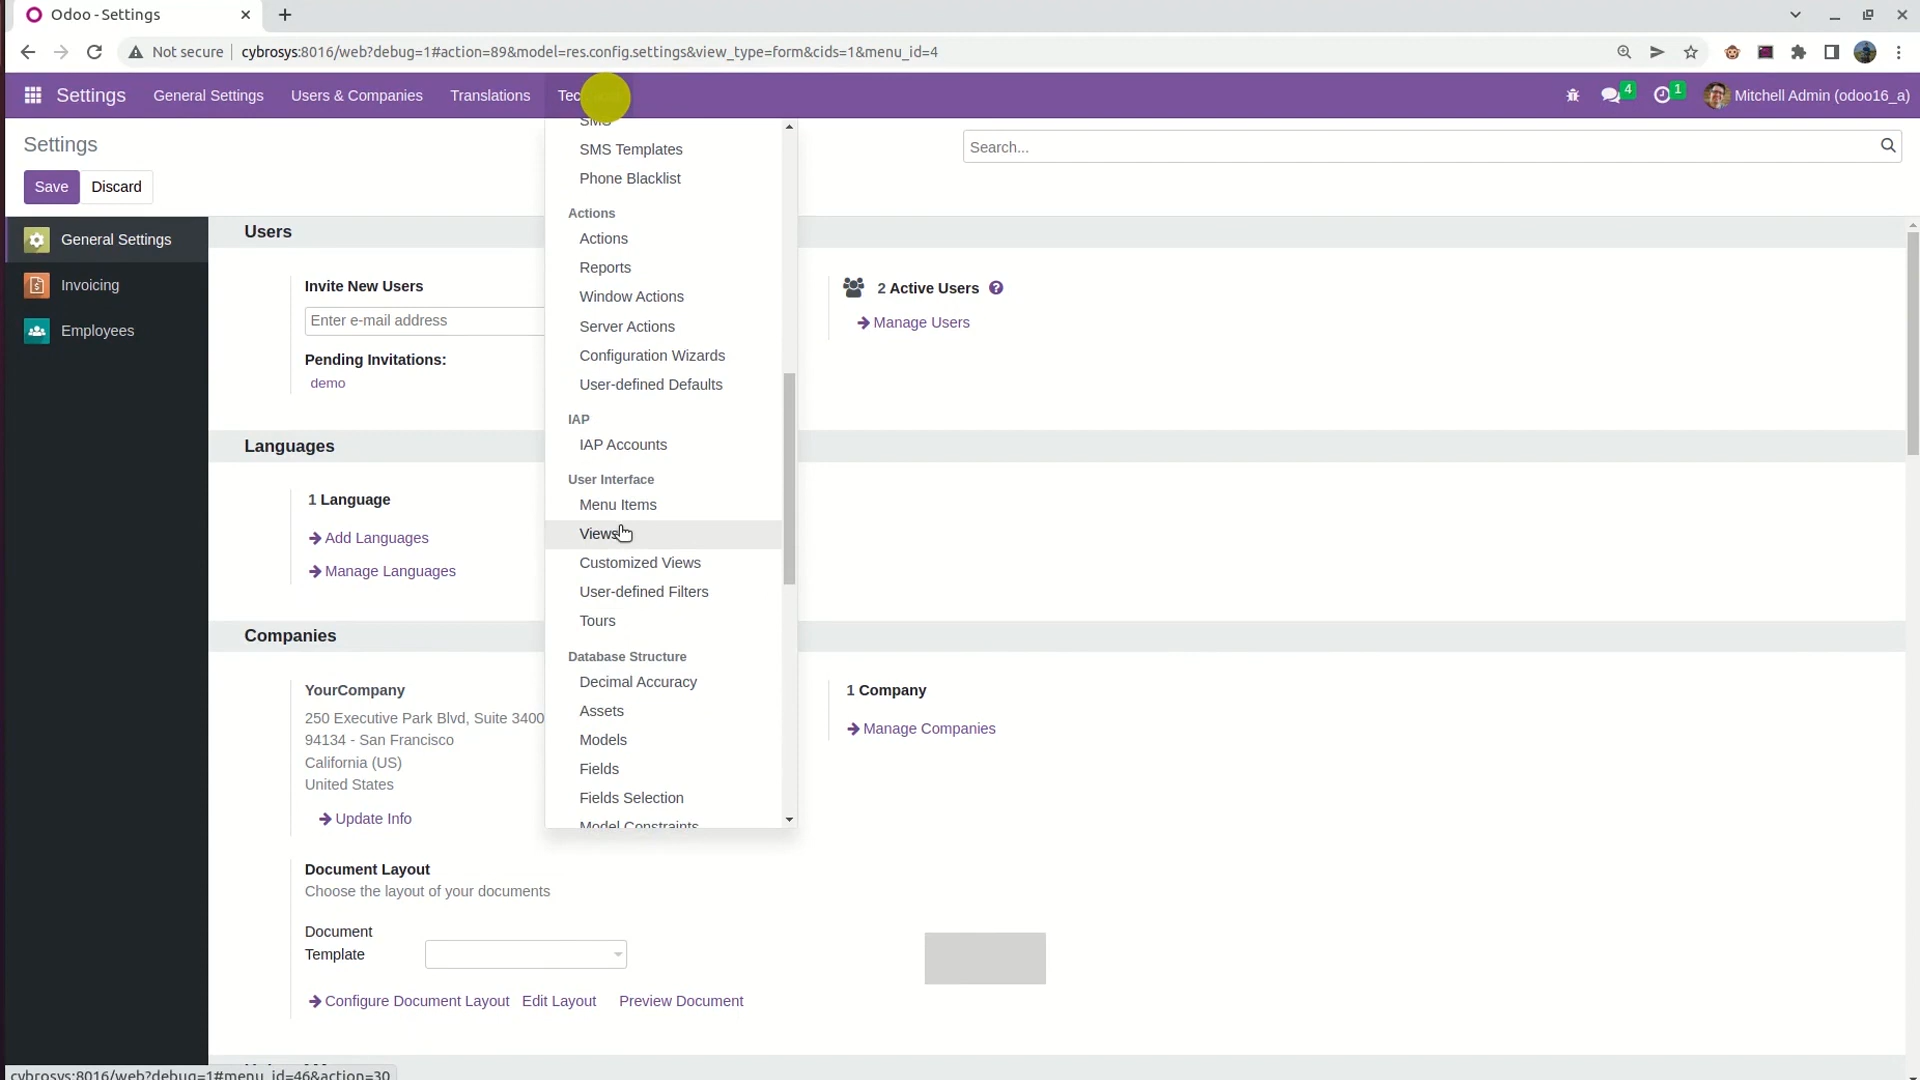 Odoo - Settings
Not secure
cybrosys:8016/web?debug=1#action=89&model=res.config.settings&view_type=form&cids=1&menu_id=4
Settings
General Settings
Users & Companies
Translations
4
1
Mitchell Admin (odoo16_a)
Settings
Search...
Save
Discard
General Settings
Invoicing
Employees
SMS
SMS Templates
Phone Blacklist
Actions
Actions
Reports
Window Actions
Server Actions
Configuration Wizards
User-defined Defaults
IAP
IAP Accounts
User Interface
Menu Items
Views
Customized Views
User-defined Filters
Tours
Database Structure
Decimal Accuracy
Assets
Models
Fields
Fields Selection
Model Constraints
Users
Invite New Users
Enter e-mail address
Pending Invitations:
demo
2 Active Users
Manage Users
Languages
1 Language
Add Languages
Manage Languages
Companies
YourCompany
250 Executive Park Blvd, Suite 3400
94134 - San Francisco
California (US)
United States
Update Info
1 Company
Manage Companies
Document Layout
Choose the layout of your documents
Document
Template
Configure Document Layout
Edit Layout
Preview Document
cybrosys:8016/web?debug=1#menu_id=46&action=30